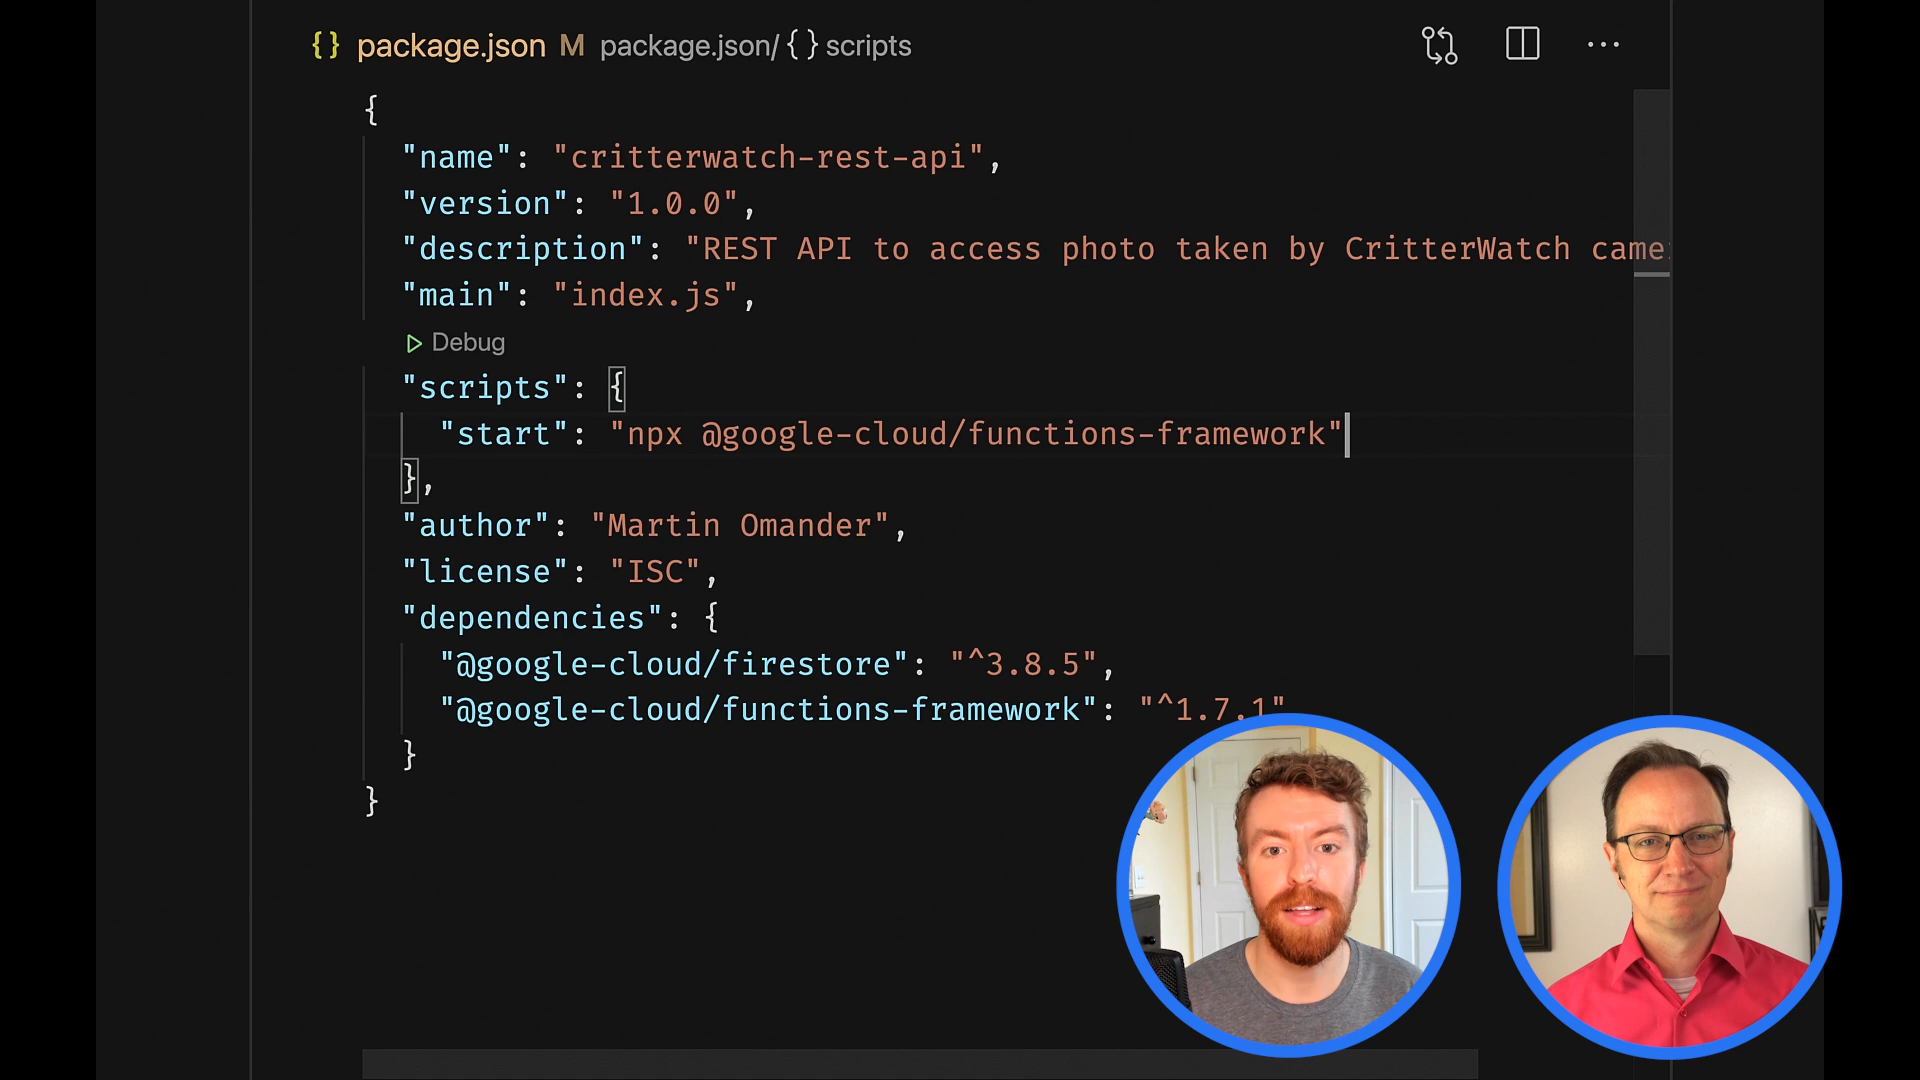 {} package.json M package.json/{} scripts ...
{
"name": "critterwatch-rest-api",
"version": "1.0.0",
"description": "REST API to access photo taken by CritterWatch came
"main": "index.js",
Debug
"scripts": {
"start": "npx @google-cloud/functions-framework"
},
"author": "Martin Omander",
"license": "ISC",
"dependencies": {
"@google-cloud/firestore": "^3.8.5",
"@google-cloud/functions-framework": "^1.7.1"
}
}